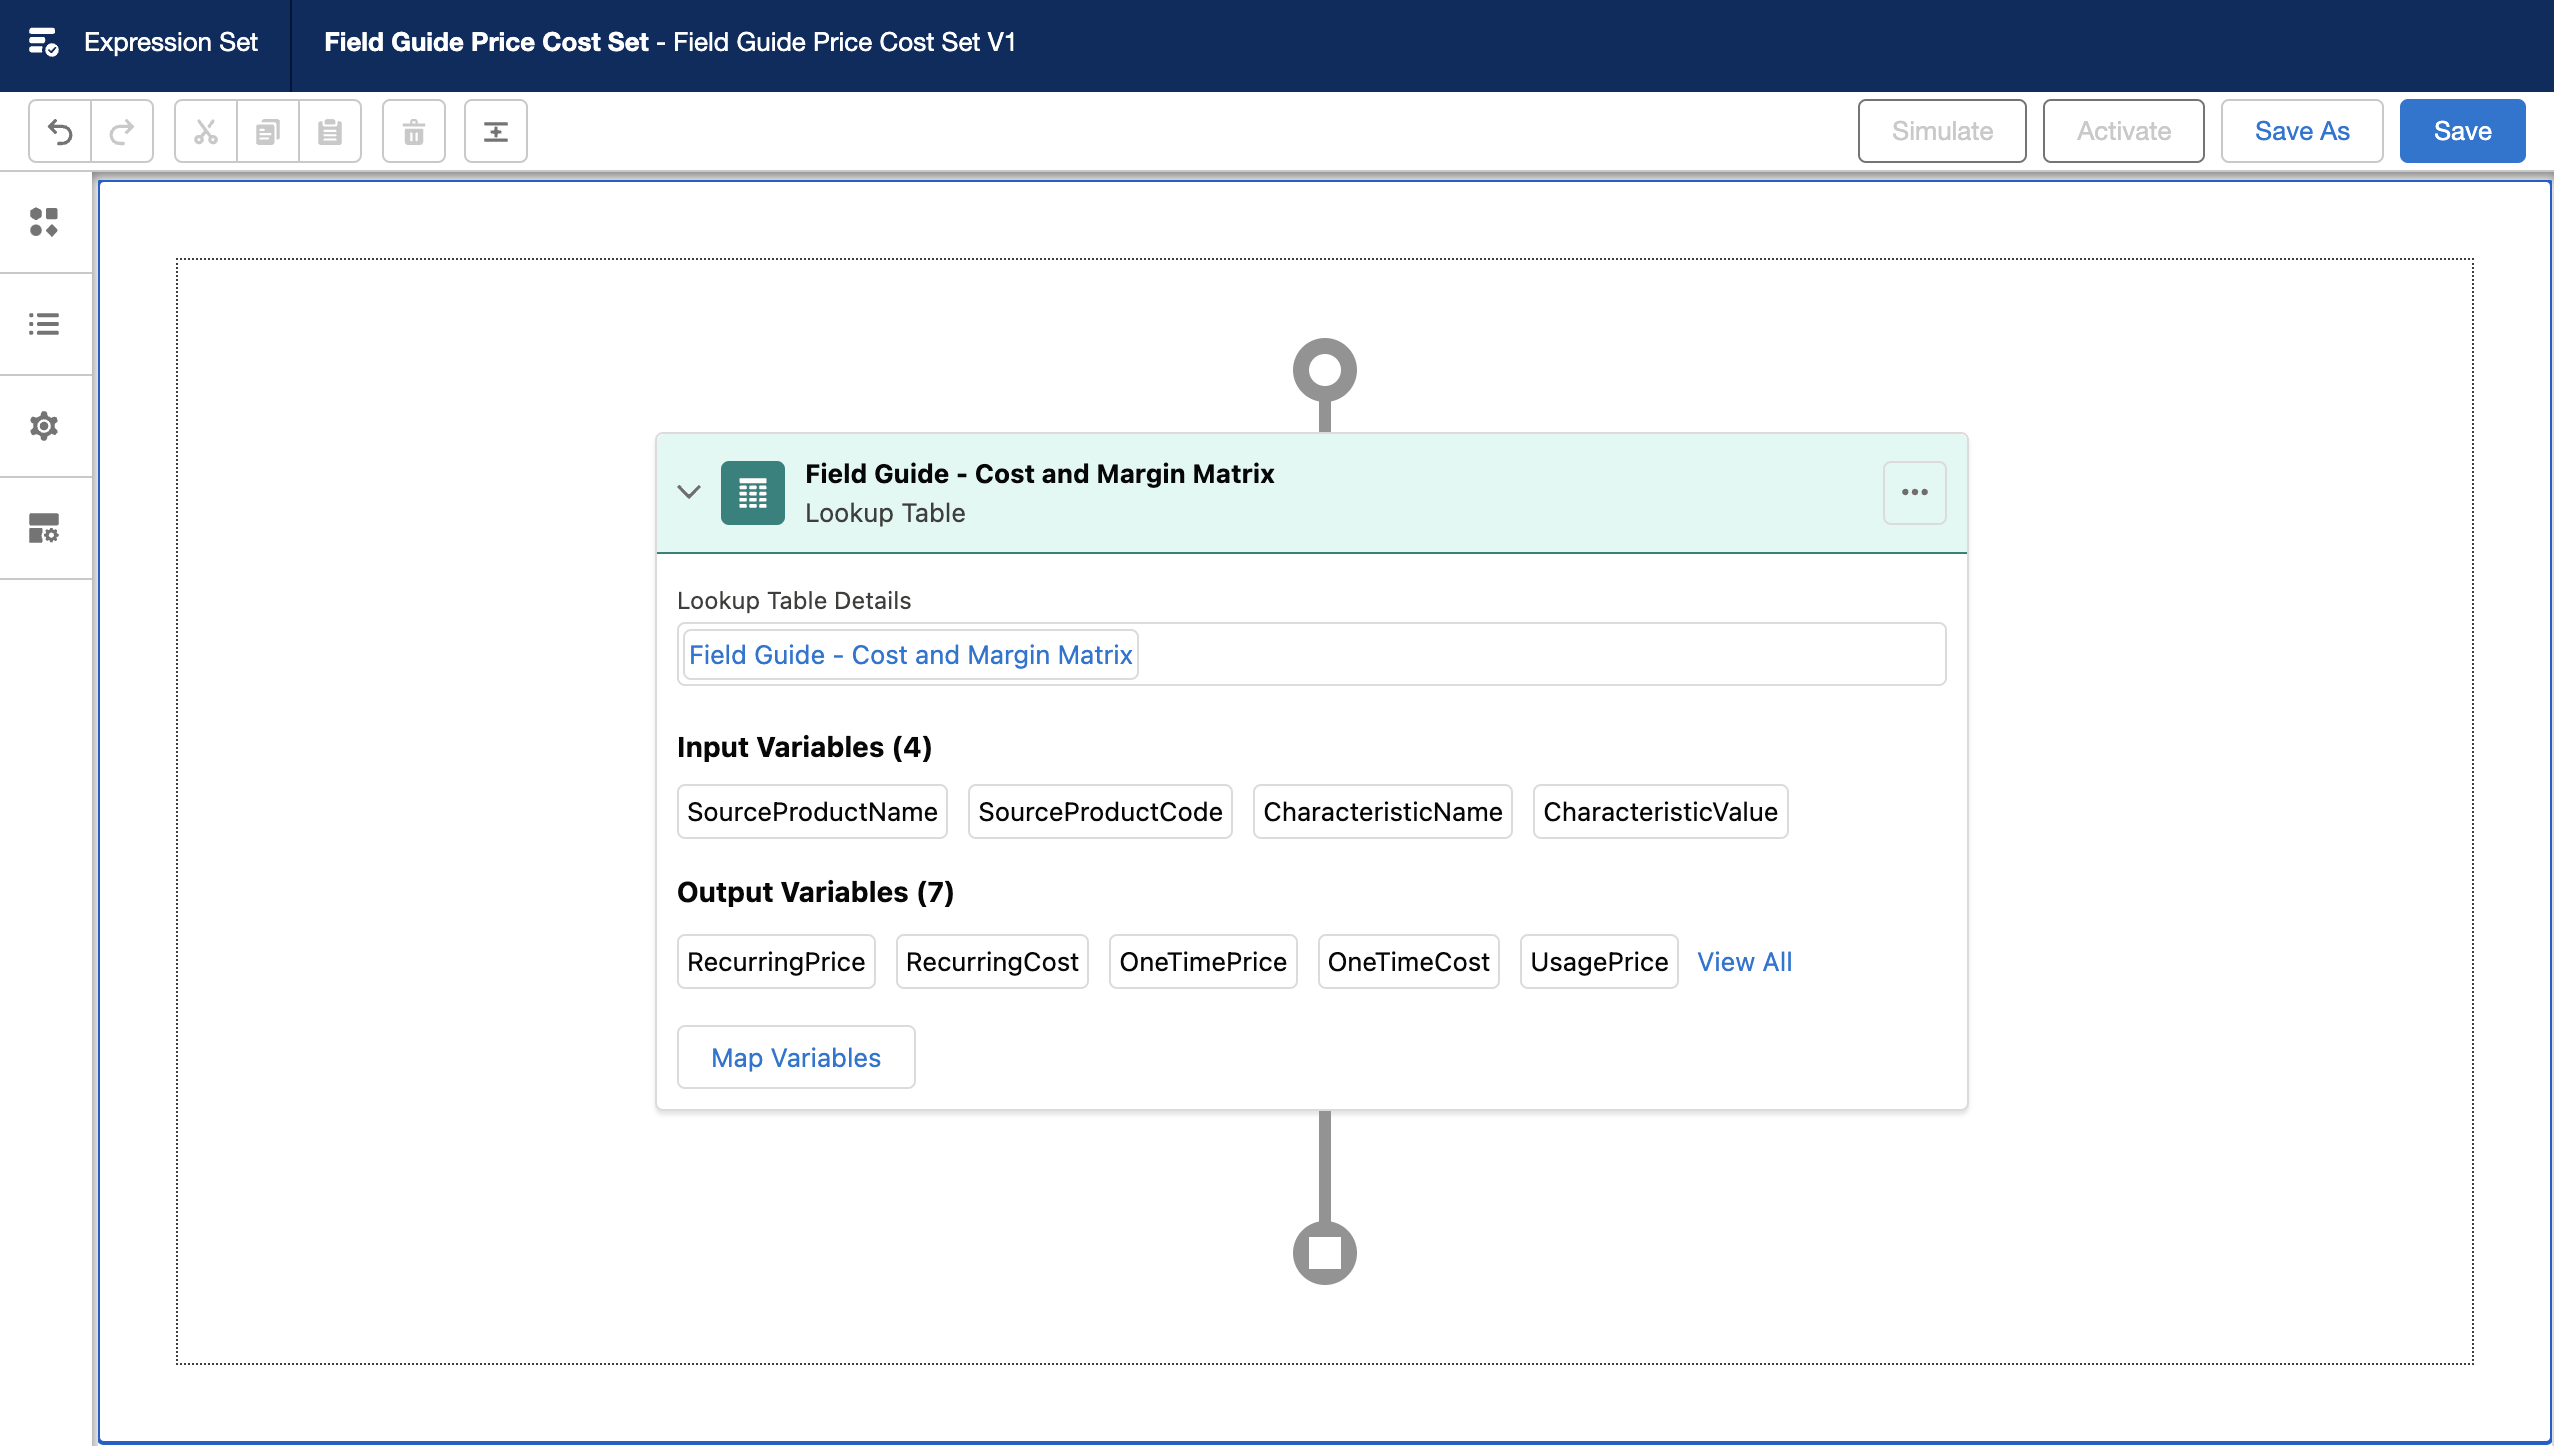 Expression Set
Field Guide Price Cost Set - Field Guide Price Cost Set V1
Simulate
Activate
Save As
Save
Field Guide - Cost and Margin Matrix
Lookup Table
Lookup Table Details
Field Guide - Cost and Margin Matrix
Input Variables (4)
SourceProductName SourceProductCode CharacteristicName CharacteristicValue
Output Variables (7)
RecurringPrice RecurringCost OneTimePrice OneTimeCost UsagePrice View All
Map Variables